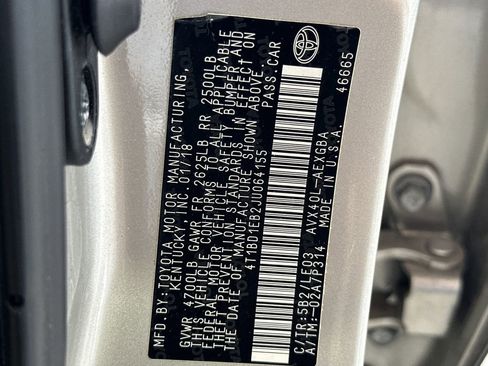 MFD.BY:TOYOTA MOTOR MANUFACTURING,
KENTUCKY,INC. 01/18
GVWR 4700LB GAWR FR 2625LB RR 2500LB
THIS VEHICLE CONFORMS TO ALL APPLICABLE
FEDERAL MOTOR VEHICLE SAFETY, BUMPER, AND
THEFT PREVENTION STANDARDS IN EFFECT ON
THE DATE OF MANUFACTURE SHOWN ABOVE.
4T1BD1EB2JU064155 PASS.CAR
C/TR:5B2/LE03 AVX40L-AEXGBA
A/TM:-02A/P314 MADE IN U.S.A.
46665